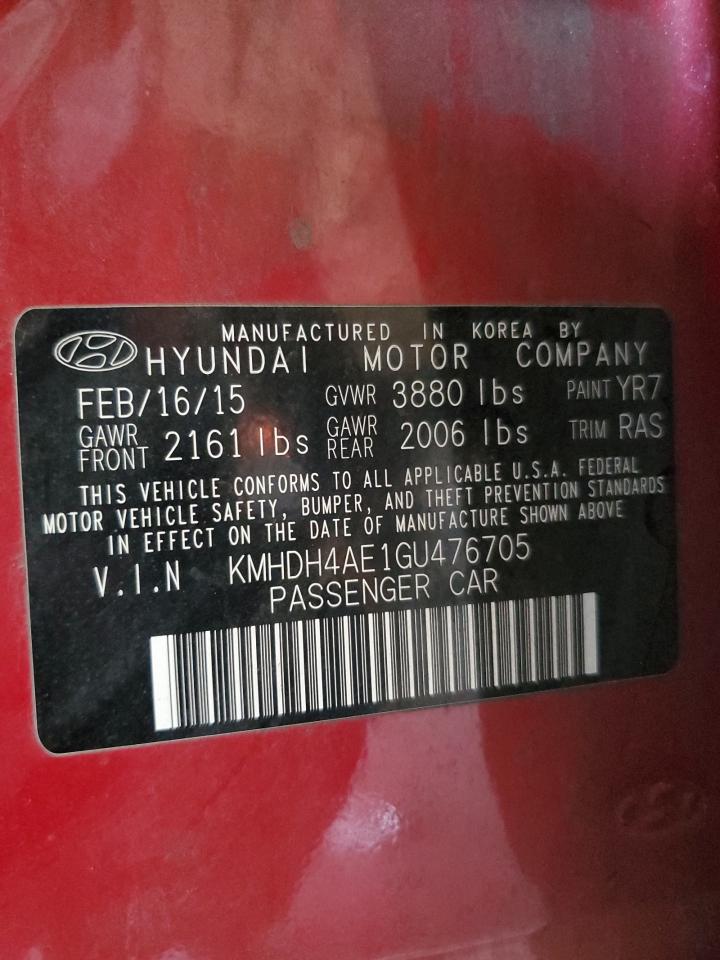 MANUFACTURED IN KOREA BY
HYUNDAI MOTOR COMPANY
FEB/16/15 GVWR 3880 lbs PAINT YR7
GAWR FRONT 2161 lbs GAWR REAR 2006 lbs TRIM RAS
THIS VEHICLE CONFORMS TO ALL APPLICABLE U.S.A. FEDERAL
MOTOR VEHICLE SAFETY, BUMPER, AND THEFT PREVENTION STANDARDS
IN EFFECT ON THE DATE OF MANUFACTURE SHOWN ABOVE
V.I.N KMHDH4AE1GU476705
PASSENGER CAR